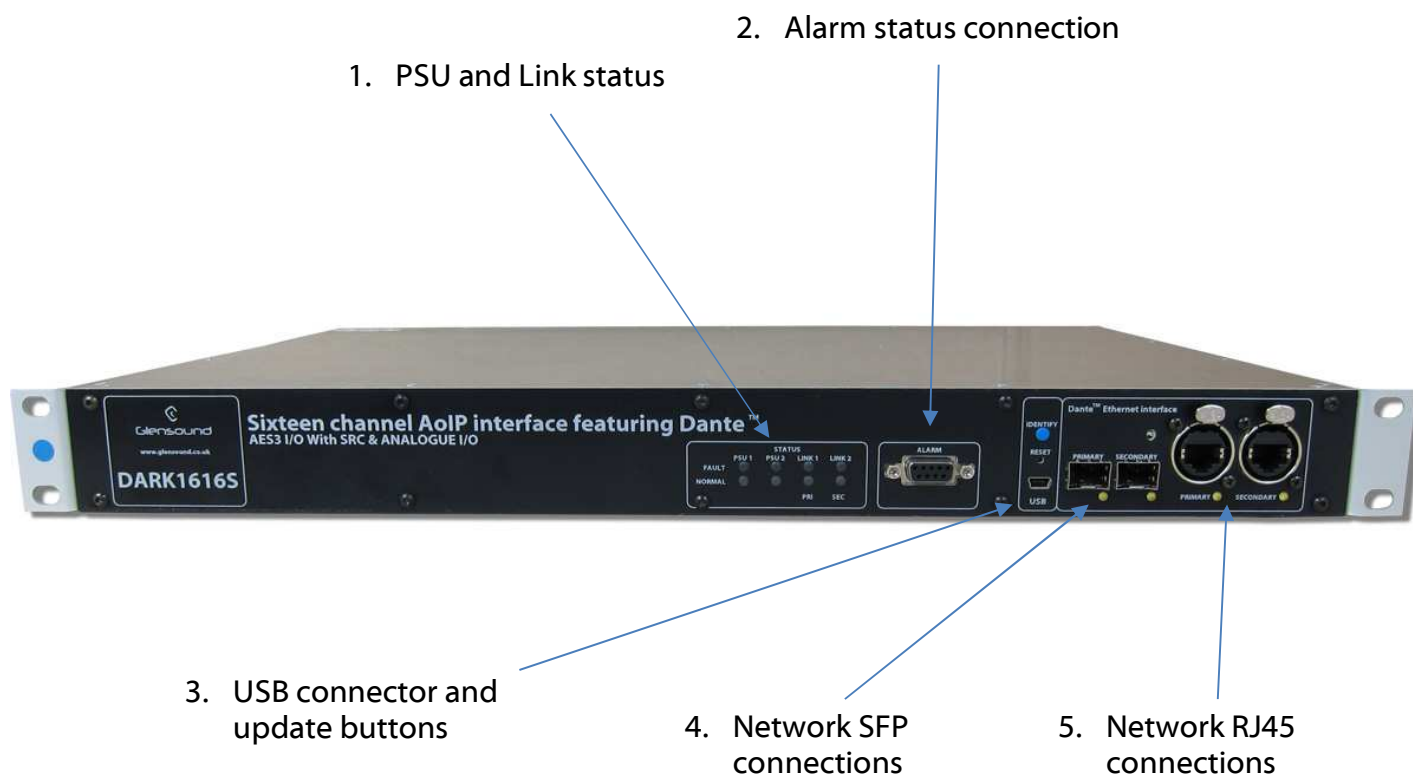 2. Alarm status connection
1. PSU and Link status
Glensound
www.glensound.co.uk
DARK1616S
Sixteen channel AoIP interface featuring Dante™
AES3 I/O With SRC & ANALOGUE I/O
STATUS
PSU 1 PSU 2 LINK 1 LINK 2
FAULT
NORMAL
PRI SEC
ALARM
IDENTIFY
RESET
USB
Dante™ Ethernet interface
PRIMARY SECONDARY
PRIMARY SECONDARY
3. USB connector and
update buttons
4. Network SFP
connections
5. Network RJ45
connections